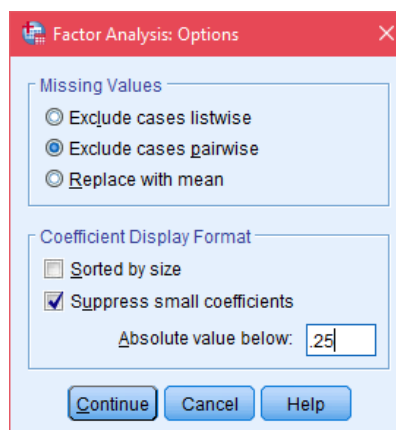 Factor Analysis: Options
Missing Values
Exclude cases listwise
Exclude cases pairwise
Replace with mean
Coefficient Display Format
Sorted by size
Suppress small coefficients
Absolute value below: .25
Continue Cancel Help